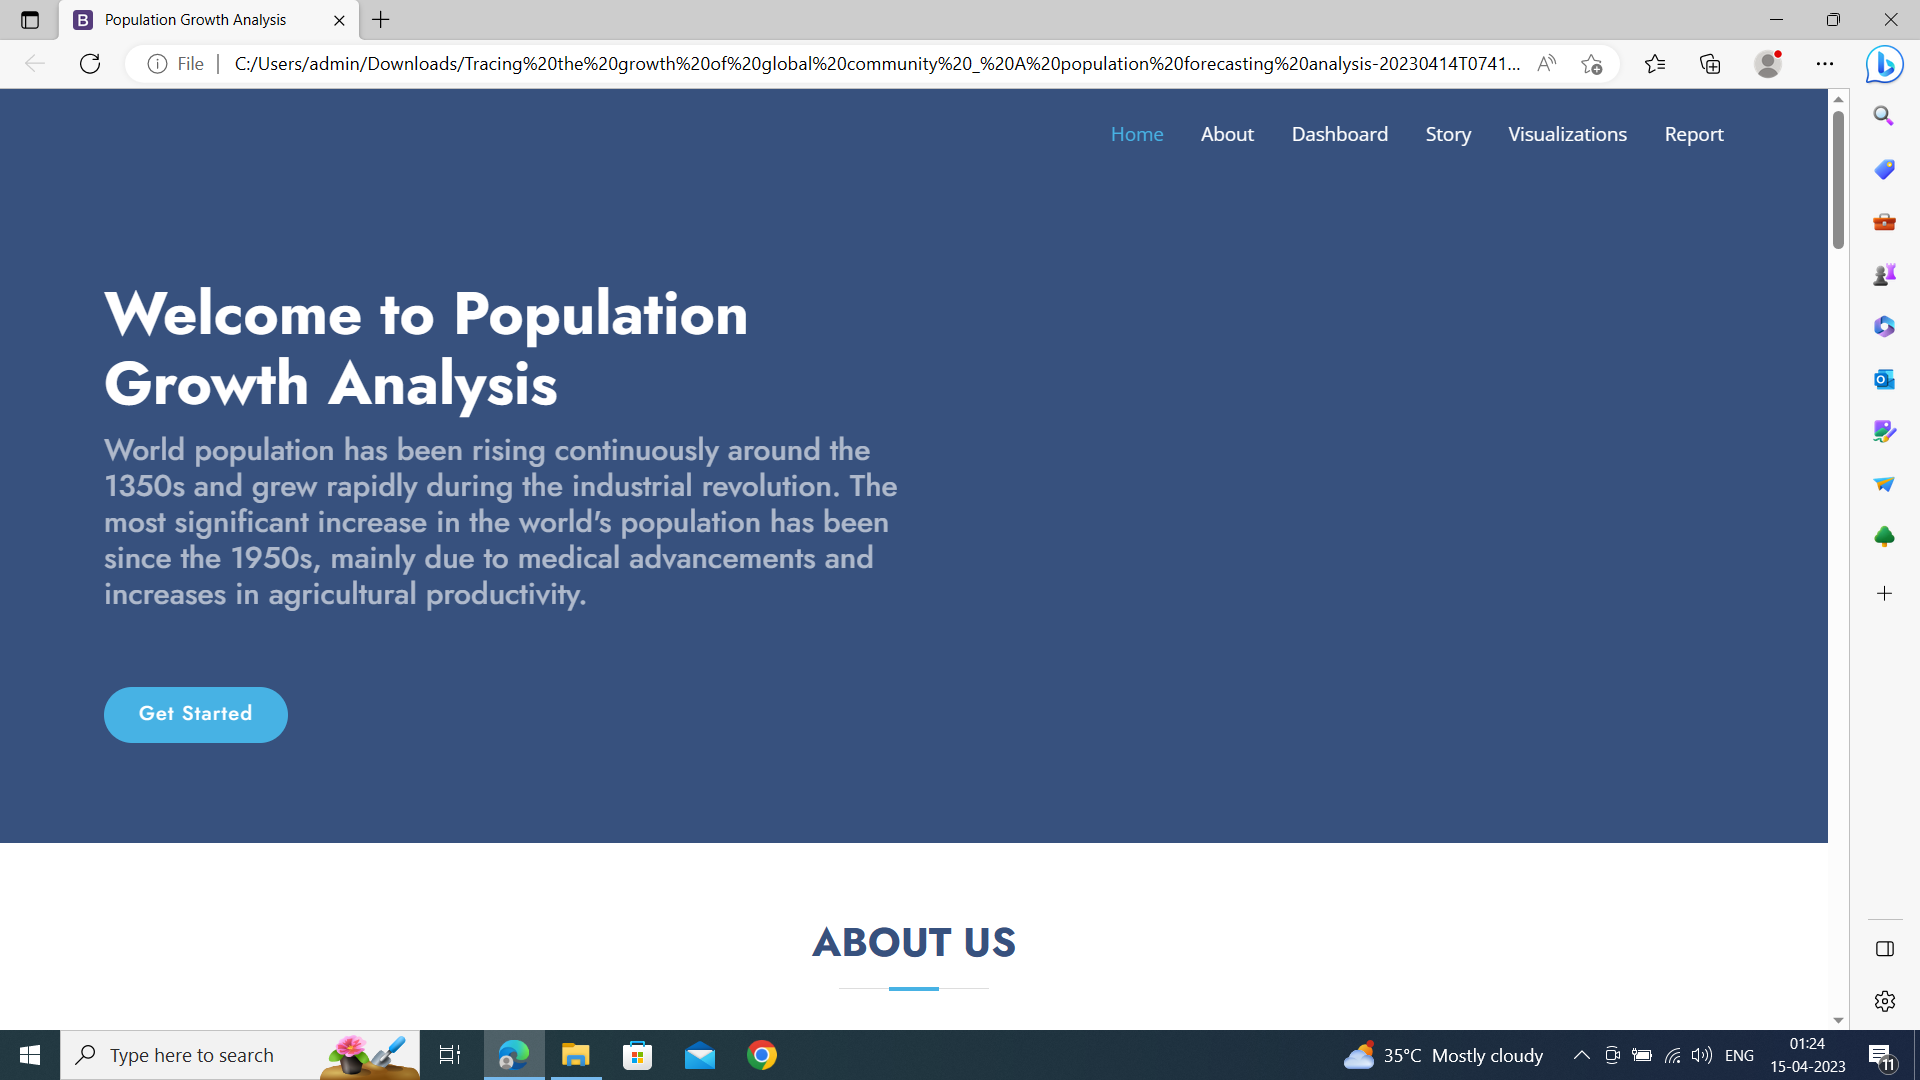 Population Growth Analysis
File
C:/Users/admin/Downloads/Tracing%20the%20growth%20of%20global%20community%20_%20A%20population%20forecasting%20analysis-20230414T0741...
Home About Dashboard Story Visualizations Report
Welcome to Population
Growth Analysis
World population has been rising continuously around the
1350s and grew rapidly during the industrial revolution. The
most significant increase in the world's population has been
since the 1950s, mainly due to medical advancements and
increases in agricultural productivity.
Get Started
ABOUT US
Type here to search
35°C Mostly cloudy
ENG
01:24
15-04-2023
11